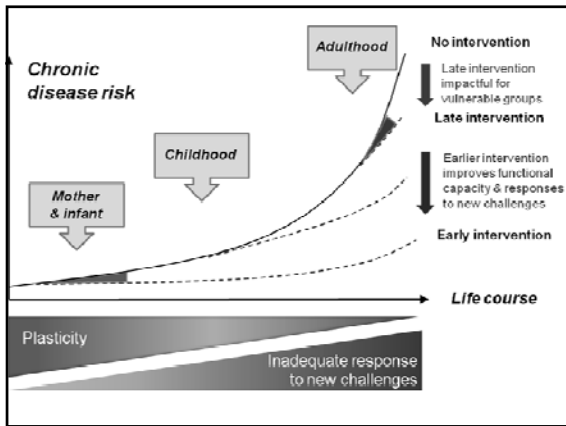 Chronic
disease risk
Mother
& infant
Childhood
Adulthood
No intervention
Late intervention
impactful for
vulnerable groups
Late intervention
Earlier intervention
improves functional
capacity & responses
to new challenges
Early intervention
Life course
Plasticity
Inadequate response
to new challenges